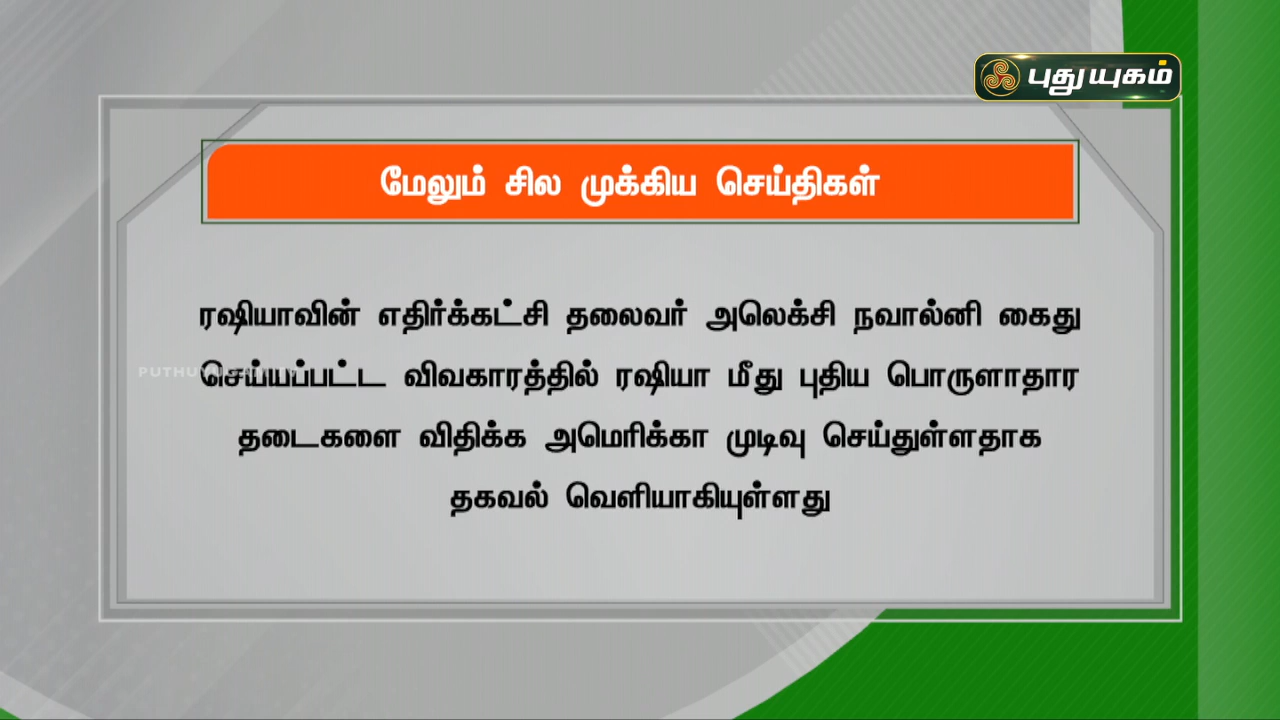 புதுயுகம்
மேலும் சில முக்கிய செய்திகள்
ரஷியாவின் எதிர்க்கட்சி தலைவர் அலெக்சி நவால்னி கைது
செய்யப்பட்ட விவகாரத்தில் ரஷியா மீது புதிய பொருளாதார
தடைகளை விதிக்க அமெரிக்கா முடிவு செய்துள்ளதாக
தகவல் வெளியாகியுள்ளது